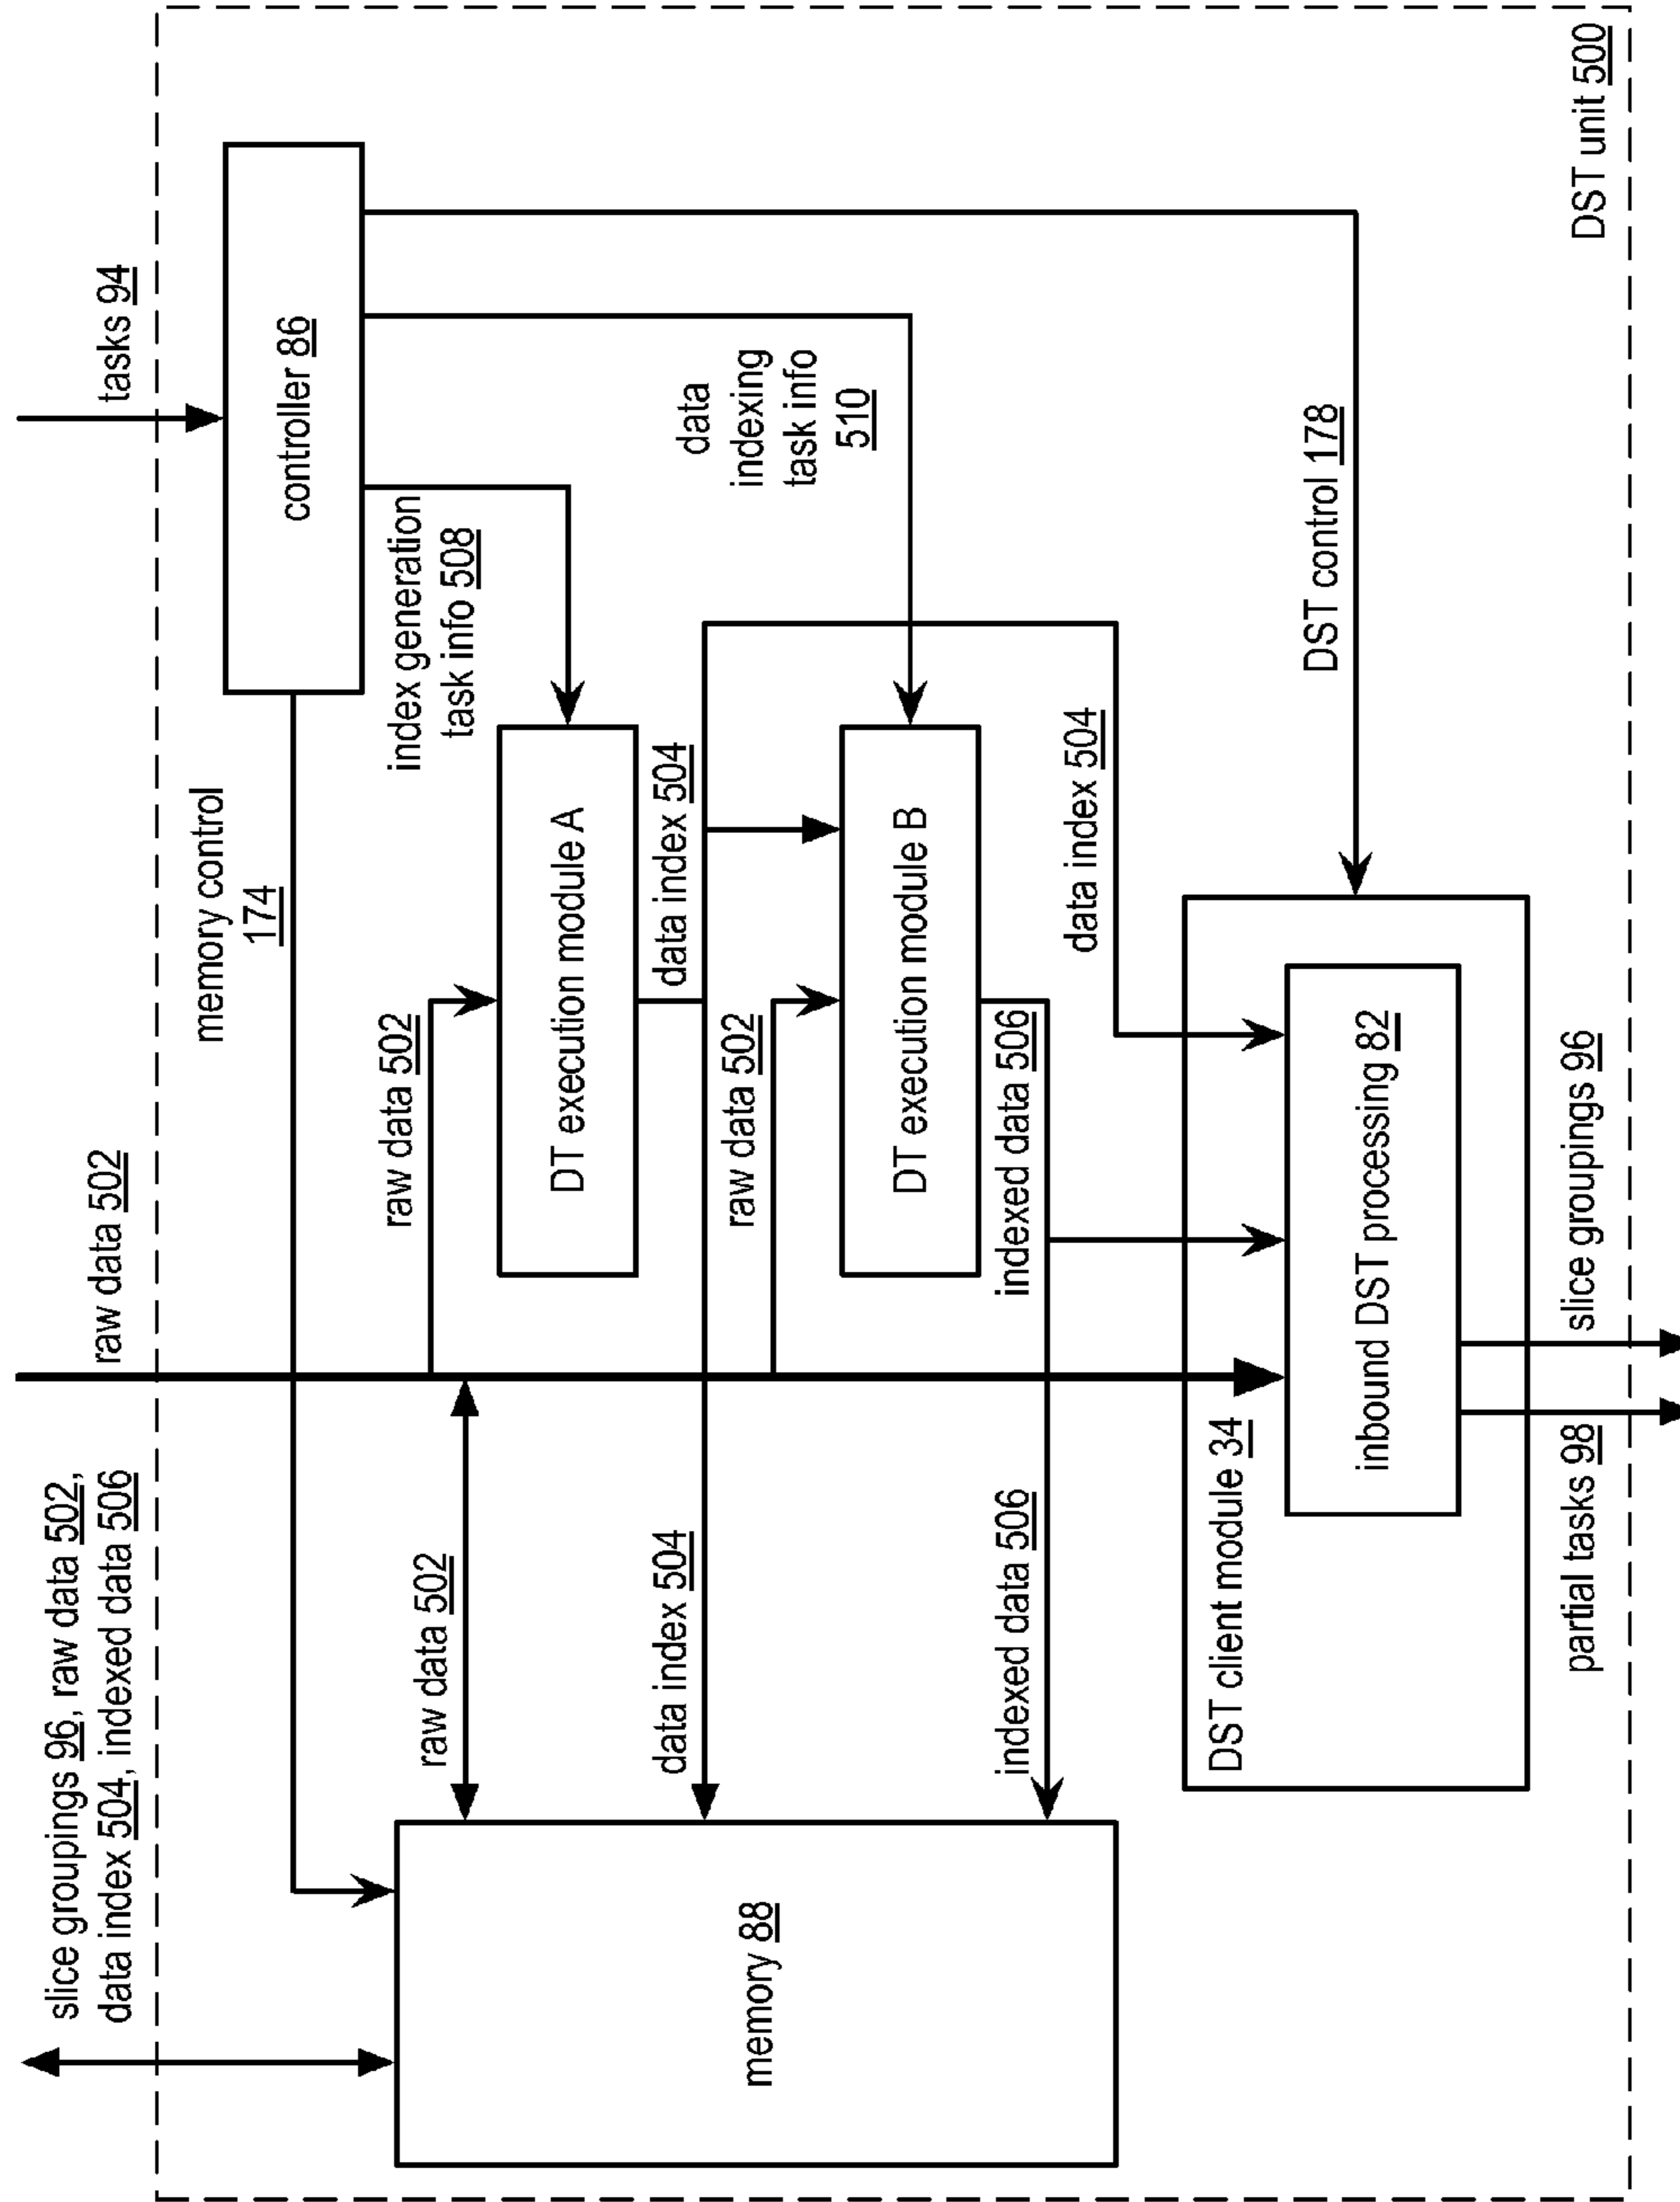 slice groupings 96, raw data 502,
data index 504, indexed data 506
raw data 502
tasks 94
memory control
174
controller 86
raw data 502
raw data 502
index generation
task info 508
DT execution module A
data index 504
data index 504
memory 88
raw data 502
data
indexing
task info
510
DT execution module B
indexed data 506
indexed data 506
data index 504
DST control 178
DST client module 34
inbound DST processing 82
partial tasks 98
slice groupings 96
DST unit 500